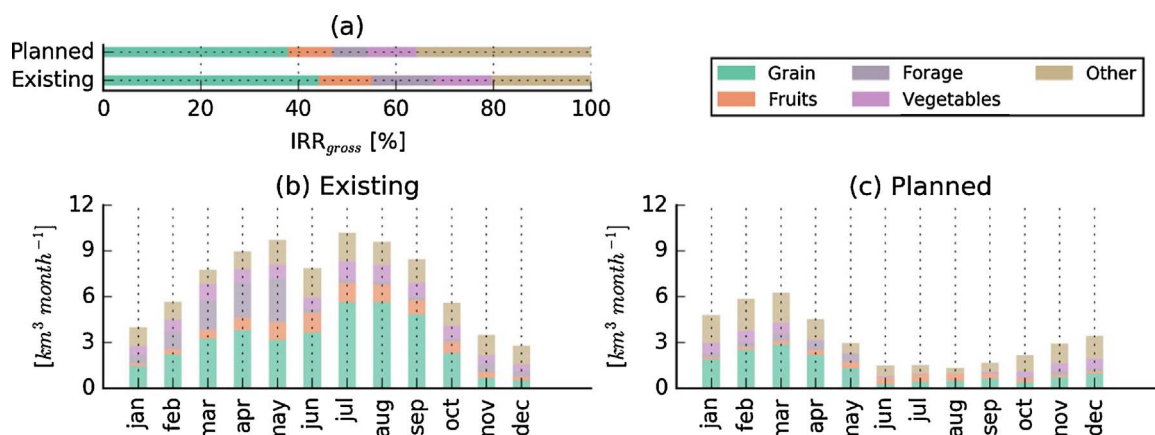 (a)
Planned
Existing
0 20 40 60 80 100
IRR_gross [%]
Grain Forage Other
Fruits Vegetables
(b) Existing
12
9
6
3
0
[km³ month⁻¹]
jan feb mar apr may jun jul aug sep oct nov dec
(c) Planned
12
9
6
3
0
[km³ month⁻¹]
jan feb mar apr may jun jul aug sep oct nov dec